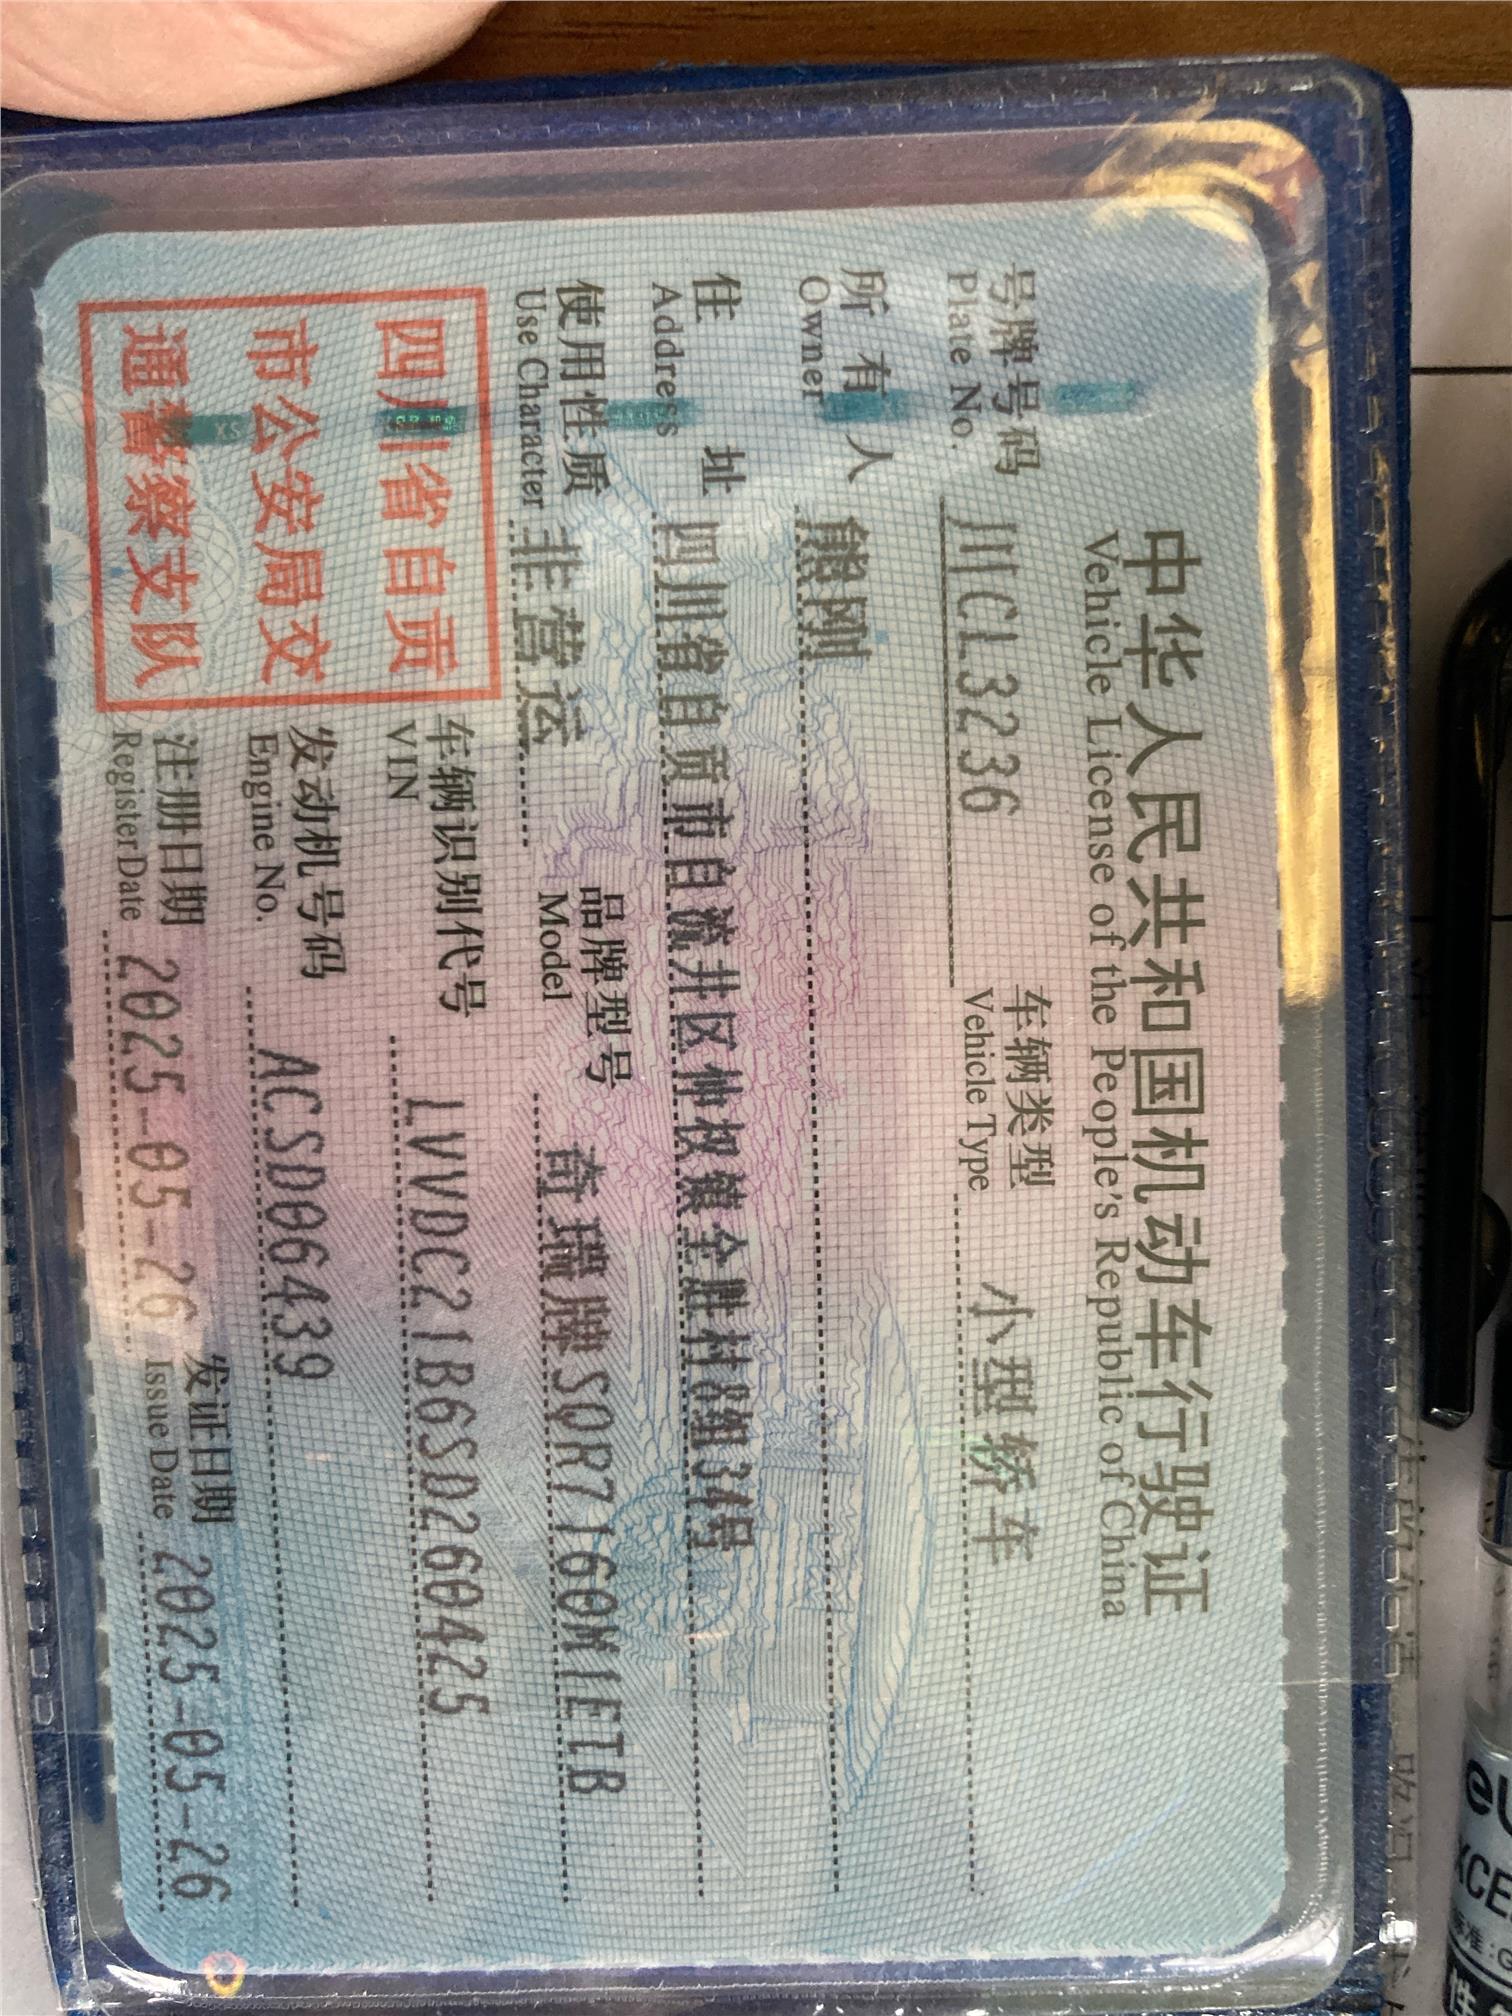 中华人民共和国机动车行驶证
Vehicle License of the People's Republic of China
号牌号码 川CL3236 车辆类型 小型轿车
Plate No. Vehicle Type
所有人 熊刚
Owner
住址 四川省自贡市自流井区仲权镇全胜村8组34号
Address
使用性质 非营运 品牌型号 奇瑞牌SQR7160M1ETB
Use Character Model
四川省自贡
市公安局交
通警察支队
车辆识别代号 LVVDC21B6SD260425
VIN
发动机号码 ACSD06439
Engine No.
注册日期 2025-05-26 发证日期 2025-05-26
Register Date Issue Date